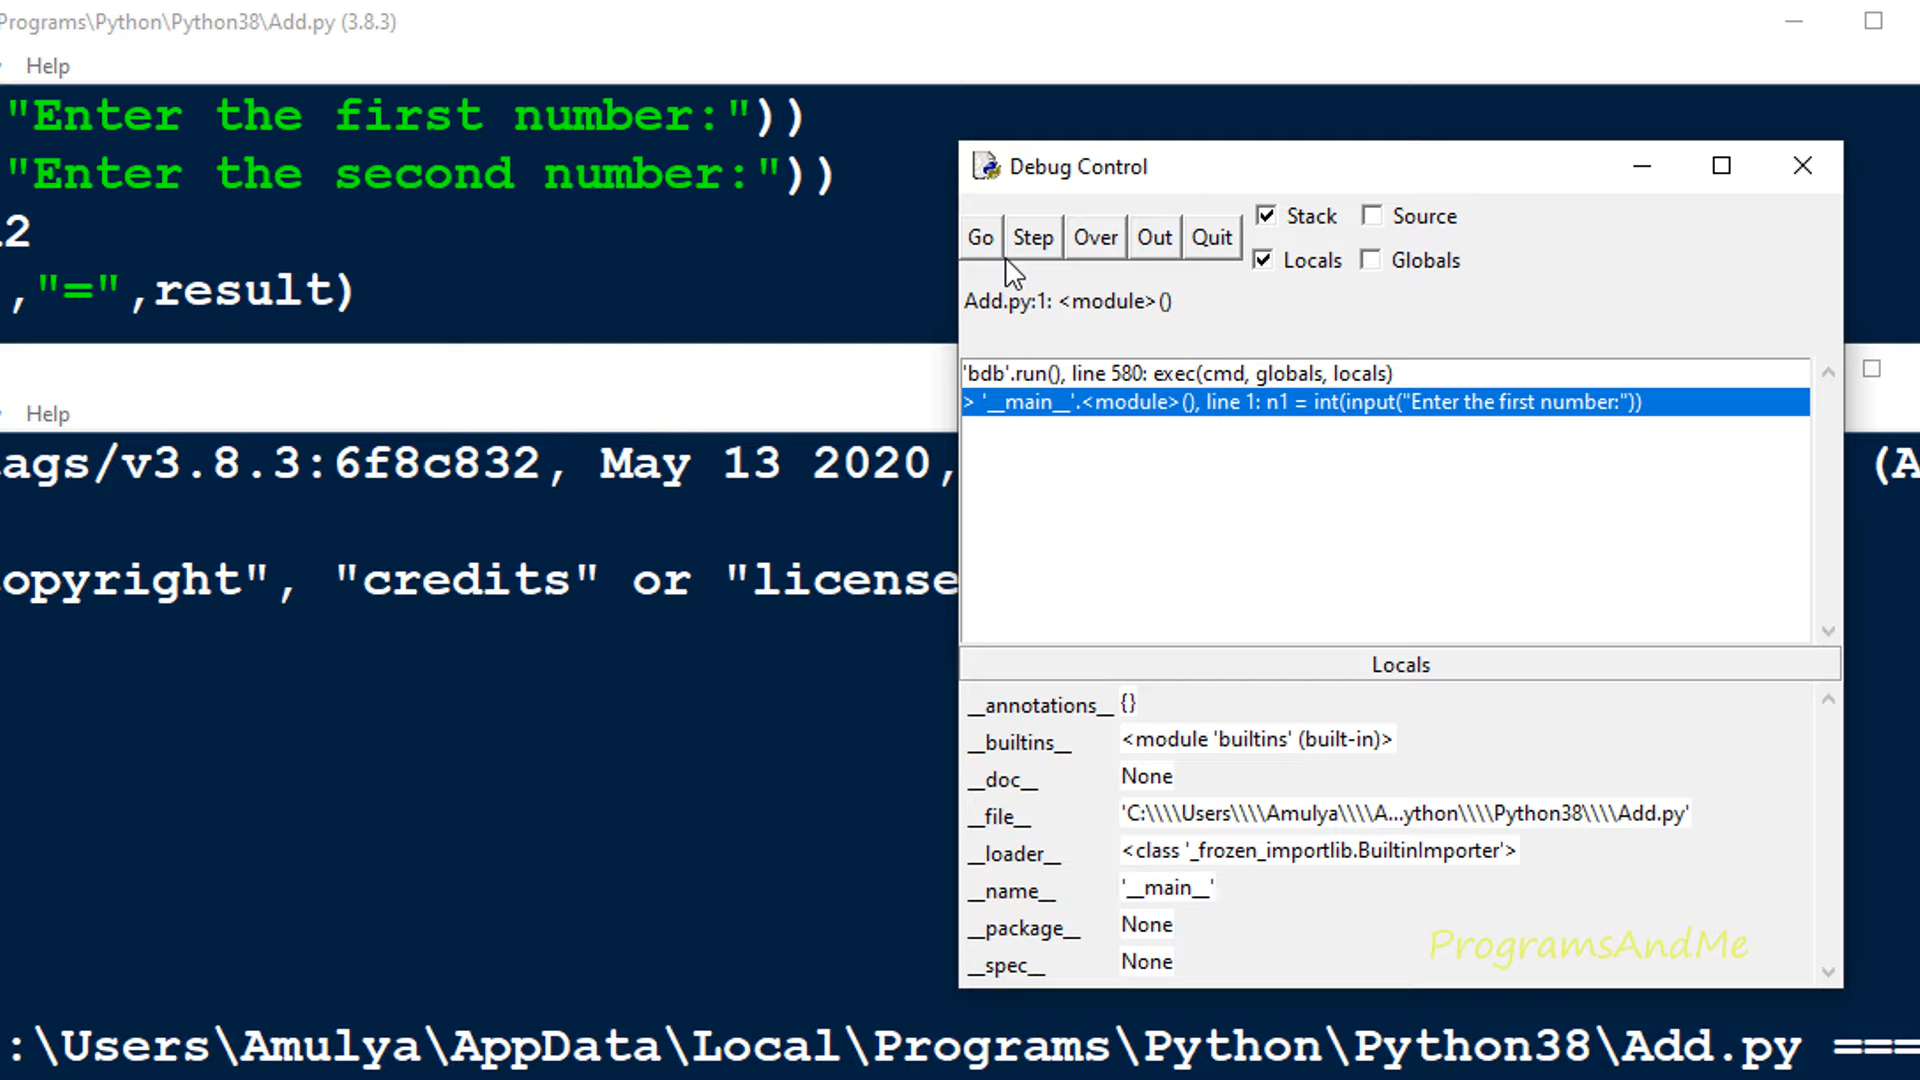 Programs\Python\Python38\Add.py (3.8.3)
Help
"Enter the first number:"))
"Enter the second number:"))
2
,"=",result)
Debug Control
Go Step Over Out Quit
Stack Source
Locals Globals
Add.py:1: <module>()
'bdb'.run(), line 580: exec(cmd, globals, locals)
> '__main__'.<module>(), line 1: n1 = int(input("Enter the first number:"))
Help
ags/v3.8.3:6f8c832, May 13 2020, (A
opyright", "credits" or "license
Locals
__annotations__ {}
__builtins__ <module 'builtins' (built-in)>
__doc__ None
__file__ 'C:\\\\Users\\\\Amulya\\\\A...ython\\\\Python38\\\\Add.py'
__loader__ <class '_frozen_importlib.BuiltinImporter'>
__name__ '__main__'
__package__ None
__spec__ None
ProgramsAndMe
:\Users\Amulya\AppData\Local\Programs\Python\Python38\Add.py ===